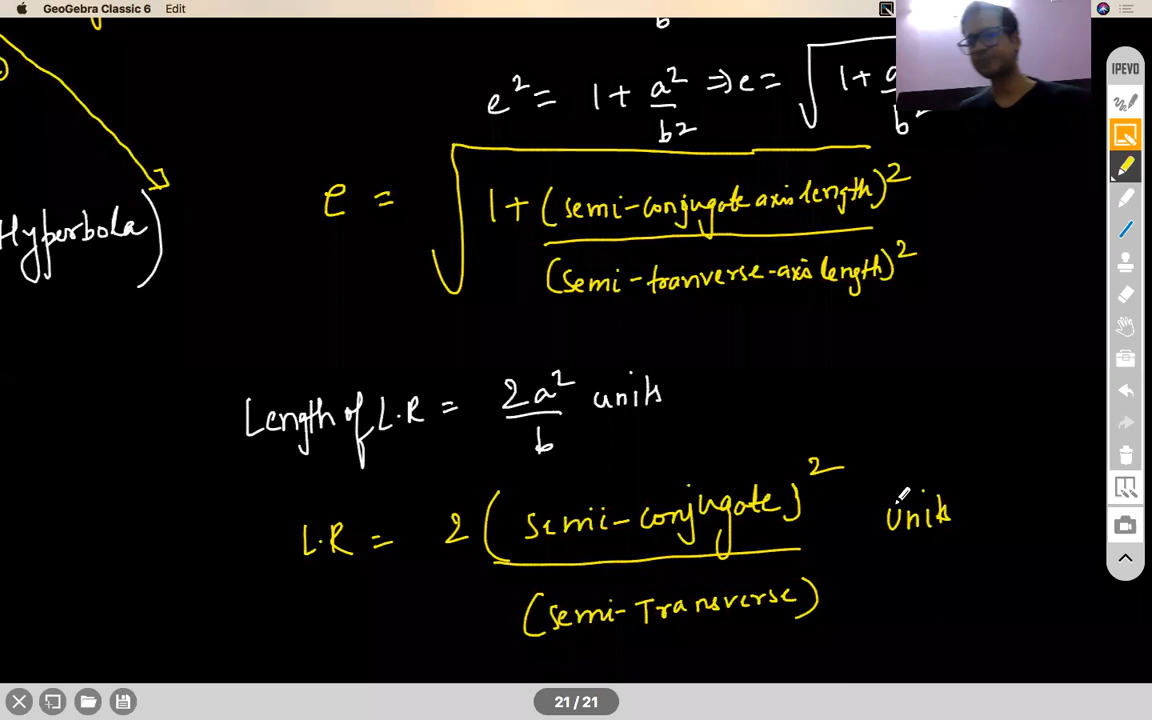 GeoGebra Classic 6 Edit
b
e² = 1 + a²/b² ⇒ e = √1 + a/b²
IPEVO
e = √1 + (semi-conjugate axis length)²/(semi-tranverse-axis length)²
Hyperbola)
Length of L.R = 2a²/b units
L.R = 2 (semi-conjugate)²/(semi-Transverse) units
21 / 21